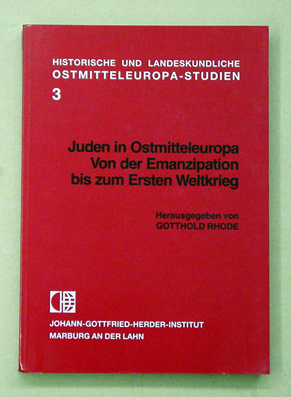 HISTORISCHE UND LANDESKUNDLICHE
OSTMITTELEUROPA-STUDIEN
3
Juden in Ostmitteleuropa
Von der Emanzipation
bis zum Ersten Weltkrieg
Herausgegeben von
GOTTHOLD RHODE
JOHANN-GOTTFRIED-HERDER-INSTITUT
MARBURG AN DER LAHN